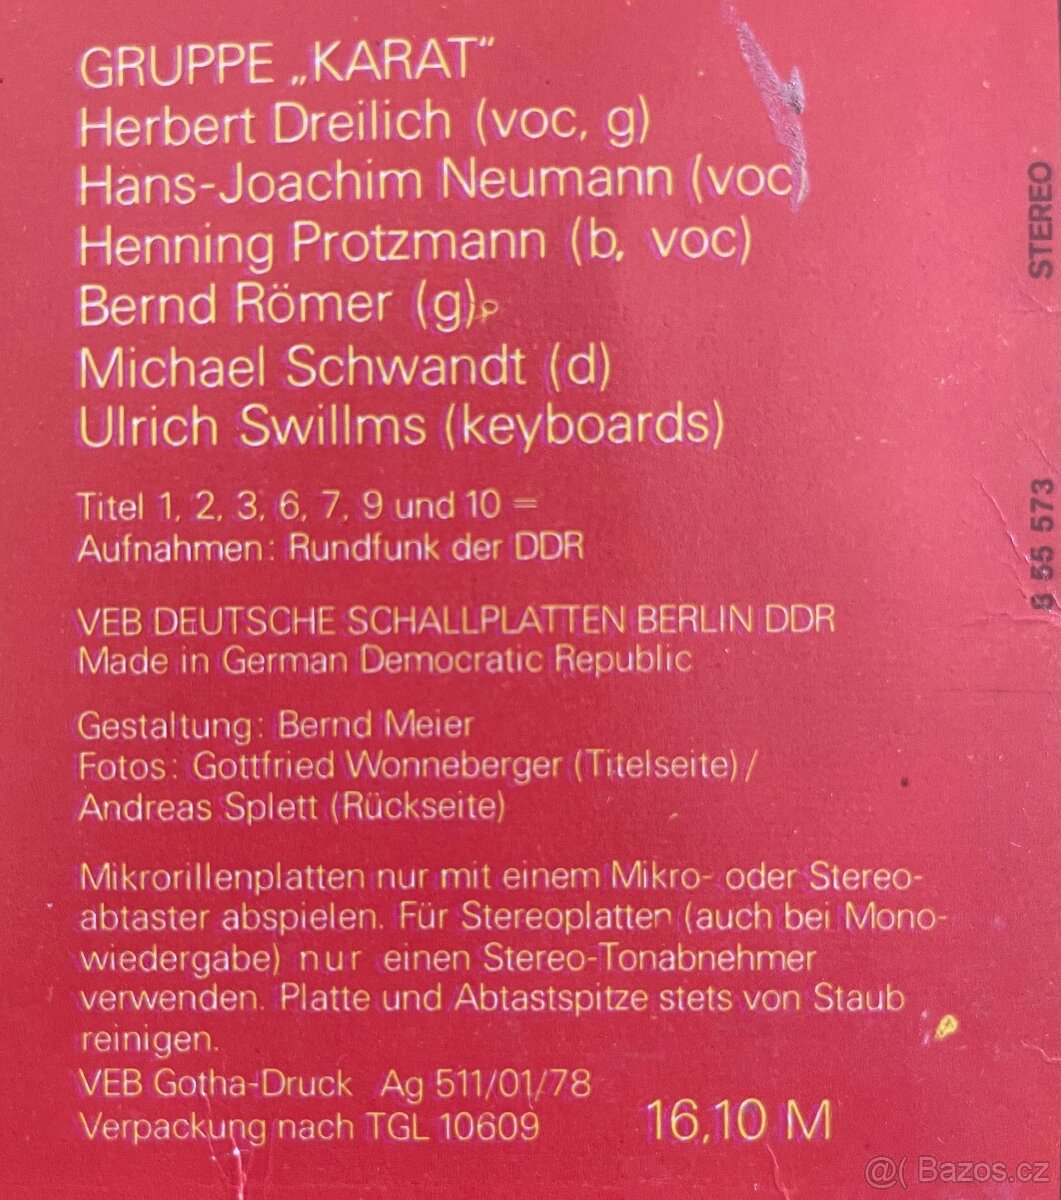 GRUPPE „KARAT“
Herbert Dreilich (voc, g)
Hans-Joachim Neumann (voc)
Henning Protzmann (b, voc)
Bernd Römer (g)
Michael Schwandt (d)
Ulrich Swillms (keyboards)
Titel 1, 2, 3, 6, 7, 9 und 10 =
Aufnahmen: Rundfunk der DDR
VEB DEUTSCHE SCHALLPLATTEN BERLIN DDR
Made in German Democratic Republic
Gestaltung: Bernd Meier
Fotos: Gottfried Wonneberger (Titelseite) /
Andreas Splett (Rückseite)
Mikrorillenplatten nur mit einem Mikro- oder Stereo-
abtaster abspielen. Für Stereoplatten (auch bei Mono-
wiedergabe) nur einen Stereo-Tonabnehmer
verwenden. Platte und Abtastspitze stets von Staub
reinigen.
VEB Gotha-Druck Ag 511/01/78
Verpackung nach TGL 10609
16,10 M
STEREO
8 55 573
@( Bazos.cz